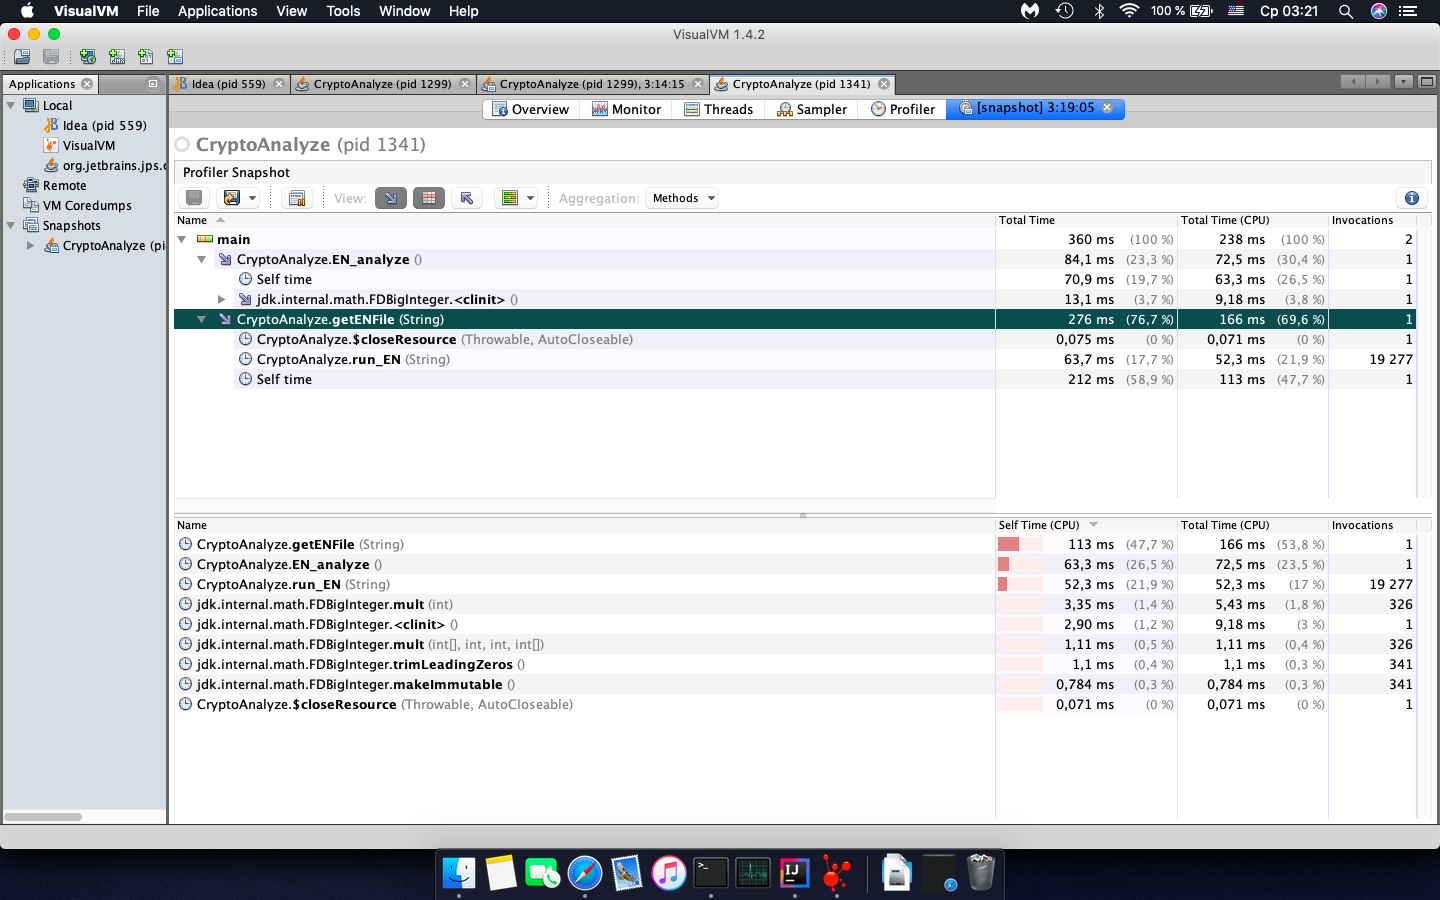 VisualVM File Applications View Tools Window Help 100 % Ср 03:21
VisualVM 1.4.2
Applications Idea (pid 559) CryptoAnalyze (pid 1299) CryptoAnalyze (pid 1299), 3:14:15 CryptoAnalyze (pid 1341)
Local
Idea (pid 559)
VisualVM
org.jetbrains.jps.c
Remote
VM Coredumps
Snapshots
CryptoAnalyze (pi
Overview Monitor Threads Sampler Profiler [snapshot] 3:19:05
CryptoAnalyze (pid 1341)
Profiler Snapshot
View: Aggregation: Methods
Name Total Time Total Time (CPU) Invocations
main 360 ms (100 %) 238 ms (100 %) 2
CryptoAnalyze.EN_analyze () 84,1 ms (23,3 %) 72,5 ms (30,4 %) 1
Self time 70,9 ms (19,7 %) 63,3 ms (26,5 %) 1
jdk.internal.math.FDBigInteger.<clinit> () 13,1 ms (3,7 %) 9,18 ms (3,8 %) 1
CryptoAnalyze.getENFile (String) 276 ms (76,7 %) 166 ms (69,6 %) 1
CryptoAnalyze.$closeResource (Throwable, AutoCloseable) 0,075 ms (0 %) 0,071 ms (0 %) 1
CryptoAnalyze.run_EN (String) 63,7 ms (17,7 %) 52,3 ms (21,9 %) 19 277
Self time 212 ms (58,9 %) 113 ms (47,7 %) 1
Name Self Time (CPU) Total Time (CPU) Invocations
CryptoAnalyze.getENFile (String) 113 ms (47,7 %) 166 ms (53,8 %) 1
CryptoAnalyze.EN_analyze () 63,3 ms (26,5 %) 72,5 ms (23,5 %) 1
CryptoAnalyze.run_EN (String) 52,3 ms (21,9 %) 52,3 ms (17 %) 19 277
jdk.internal.math.FDBigInteger.mult (int) 3,35 ms (1,4 %) 5,43 ms (1,8 %) 326
jdk.internal.math.FDBigInteger.<clinit> () 2,90 ms (1,2 %) 9,18 ms (3 %) 1
jdk.internal.math.FDBigInteger.mult (int[], int, int, int[]) 1,11 ms (0,5 %) 1,11 ms (0,4 %) 326
jdk.internal.math.FDBigInteger.trimLeadingZeros () 1,1 ms (0,4 %) 1,1 ms (0,3 %) 341
jdk.internal.math.FDBigInteger.makeImmutable () 0,784 ms (0,3 %) 0,784 ms (0,3 %) 341
CryptoAnalyze.$closeResource (Throwable, AutoCloseable) 0,071 ms (0 %) 0,071 ms (0 %) 1
IJ